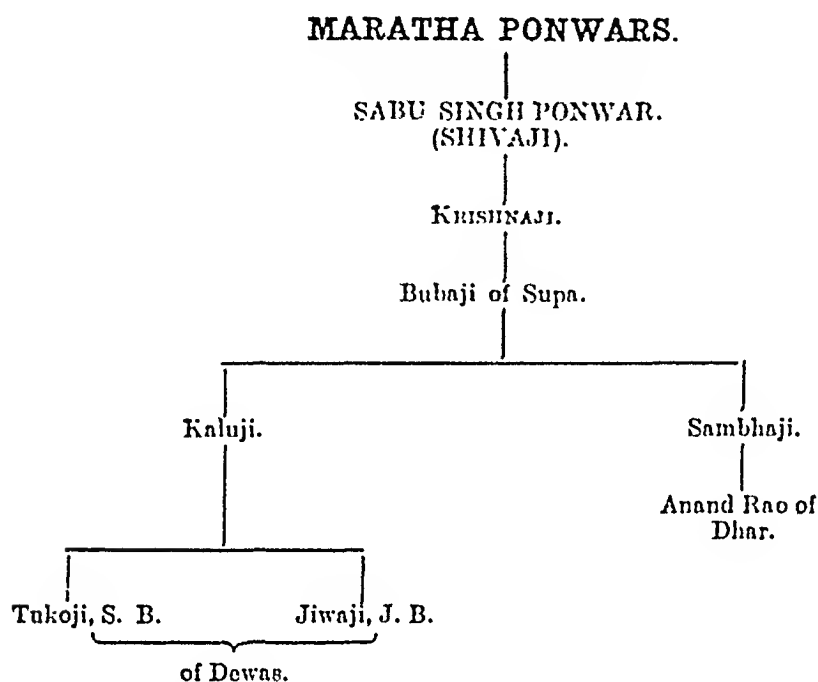 MARATHA PONWARS.
SABU SINGH PONWAR.
(SHIVAJI).
KRISHNAJI.
Bubaji of Supa.
Kaluji.
Sambhaji.
Anand Rao of
Dhar.
Tukoji, S. B.
Jiwaji, J. B.
of Dewas.